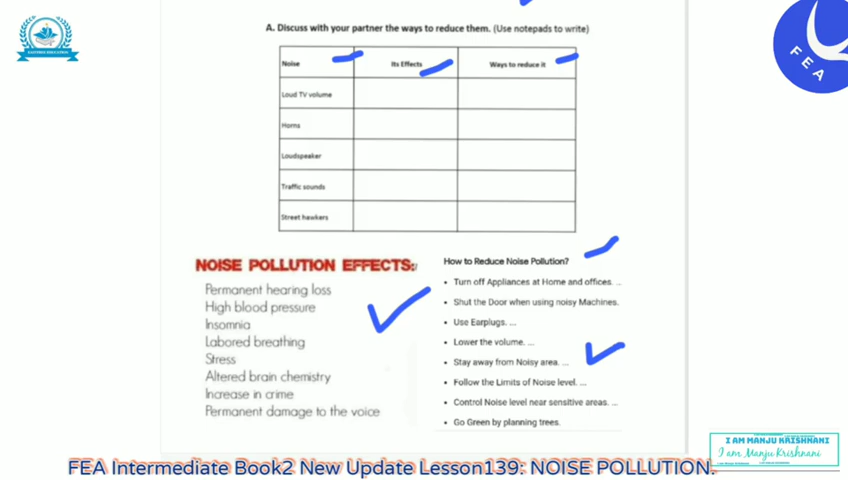 A. Discuss with your partner the ways to reduce them. (Use notepads to write)
Noise Its Effects Ways to reduce it
Loud TV volume
Horns
Loudspeaker
Traffic sounds
Street hawkers
NOISE POLLUTION EFFECTS:
Permanent hearing loss
High blood pressure
Insomnia
Labored breathing
Stress
Altered brain chemistry
Increase in crime
Permanent damage to the voice
How to Reduce Noise Pollution?
• Turn off Appliances at Home and offices. ...
• Shut the Door when using noisy Machines.
• Use Earplugs. ...
• Lower the volume. ...
• Stay away from Noisy area. ...
• Follow the Limits of Noise level. ...
• Control Noise level near sensitive areas. ...
• Go Green by planning trees.
FEA
I AM MANJU KRISHNANI
I am Manju Krishnani
FEA Intermediate Book2 New Update Lesson139: NOISE POLLUTION.